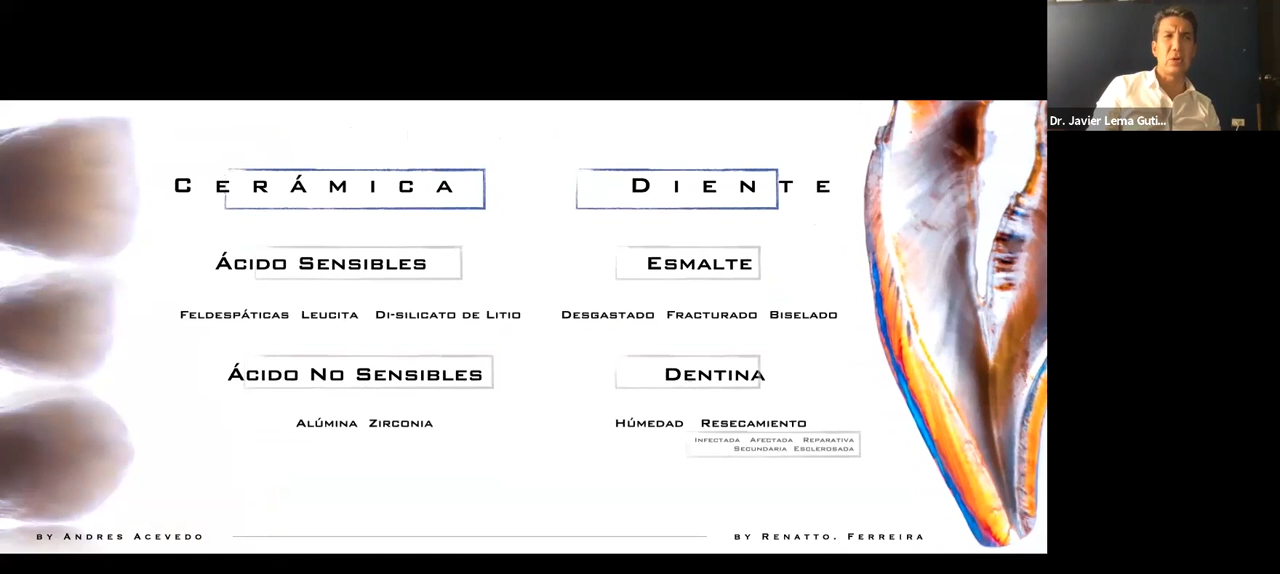 Dr. Javier Lema Guti...
CERÁMICA
ÁCIDO SENSIBLES
FELDESPÁTICAS LEUCITA DI-SILICATO DE LITIO
ÁCIDO NO SENSIBLES
ALÚMINA ZIRCONIA
DIENTE
ESMALTE
DESGASTADO FRACTURADO BISELADO
DENTINA
HÚMEDAD RESECAMIENTO
INFECTADA AFECTADA REPARATIVA
SECUNDARIA ESCLEROSADA
BY ANDRES ACEVEDO
BY RENATTO. FERREIRA